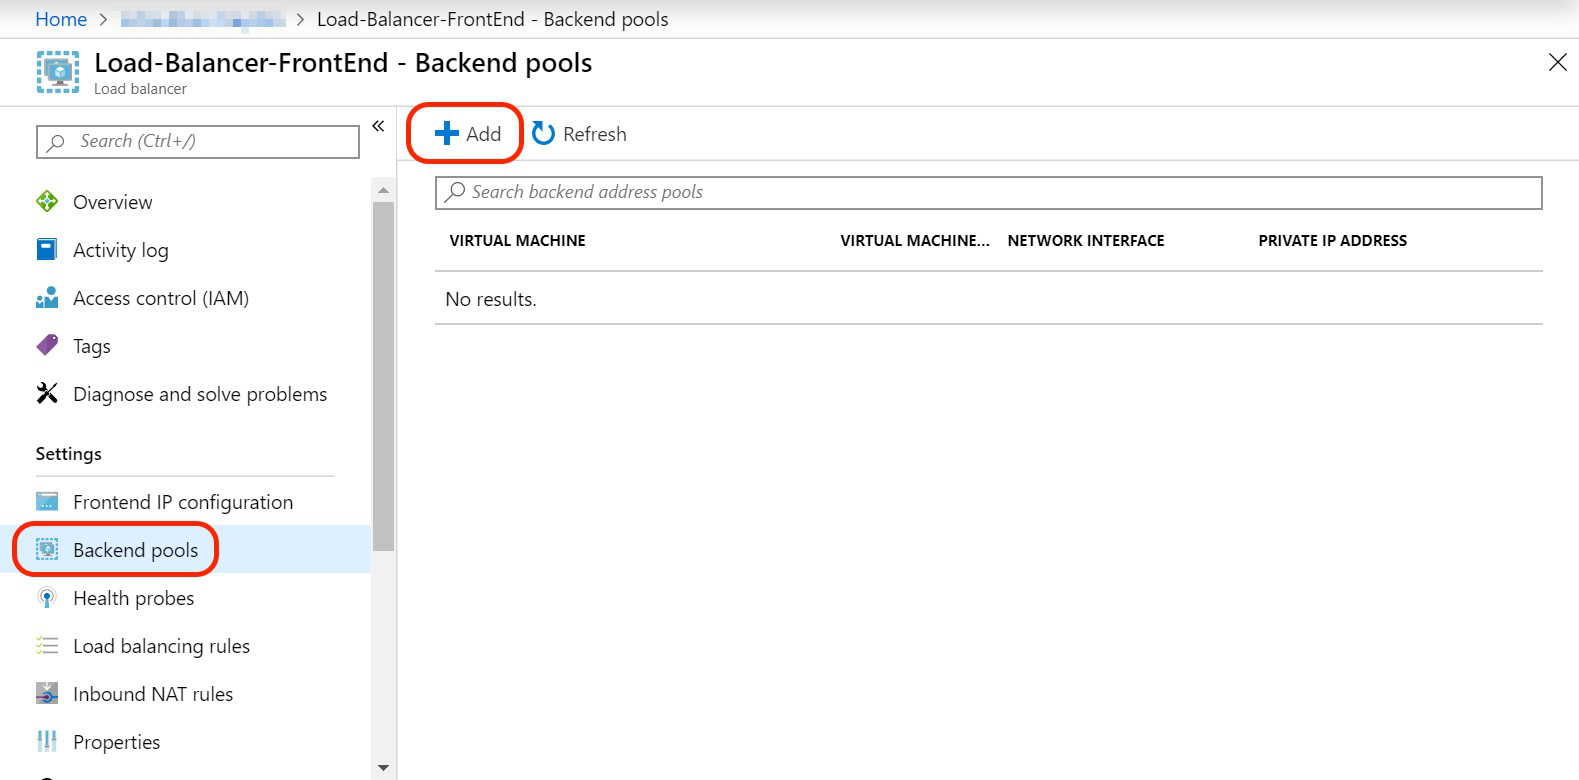 Home > > Load-Balancer-FrontEnd - Backend pools
Load-Balancer-FrontEnd - Backend pools
Load balancer
Search (Ctrl+/)
«
Overview
Activity log
Access control (IAM)
Tags
Diagnose and solve problems
Settings
Frontend IP configuration
Backend pools
Health probes
Load balancing rules
Inbound NAT rules
Properties
Add
Refresh
Search backend address pools
VIRTUAL MACHINE VIRTUAL MACHINE... NETWORK INTERFACE PRIVATE IP ADDRESS
No results.